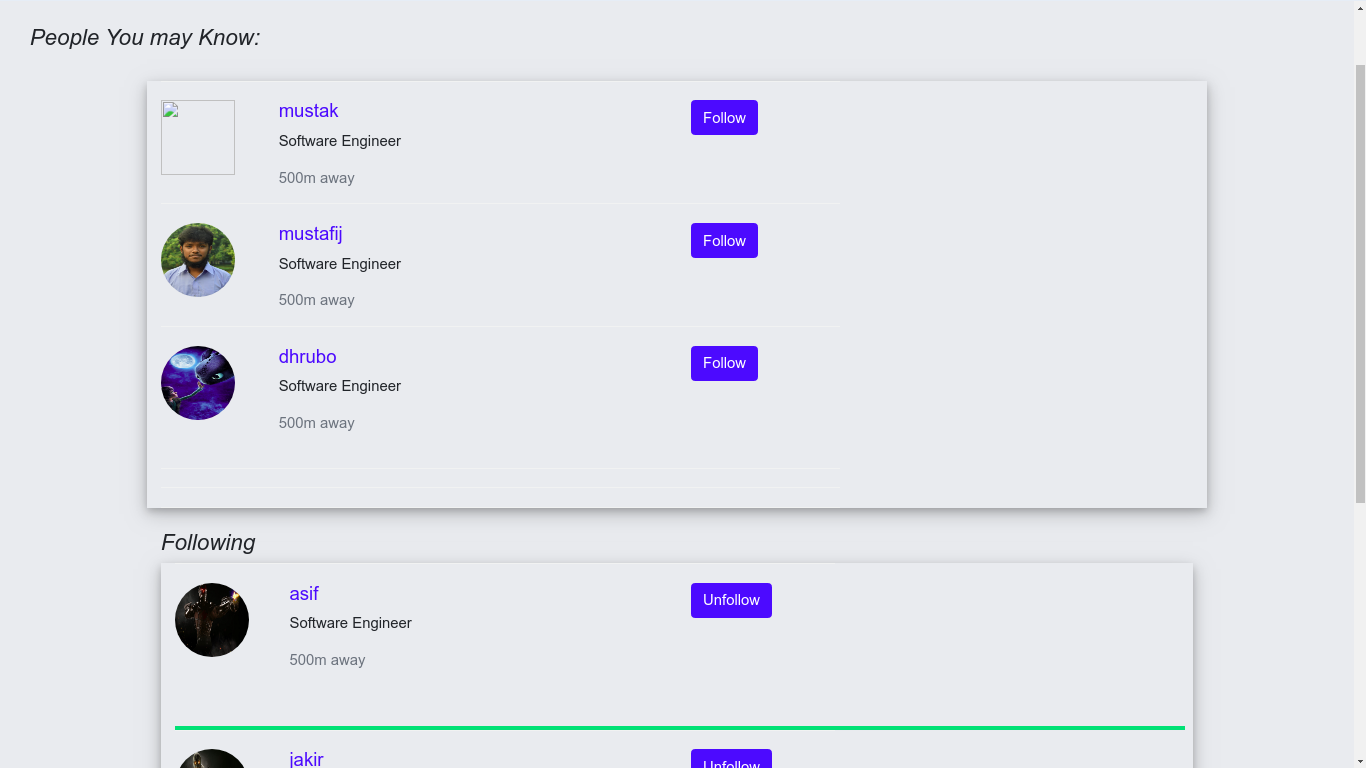 People You may Know:
mustak
Follow
Software Engineer
500m away
mustafij
Follow
Software Engineer
500m away
dhrubo
Follow
Software Engineer
500m away
Following
asif
Unfollow
Software Engineer
500m away
jakir
Unfollow